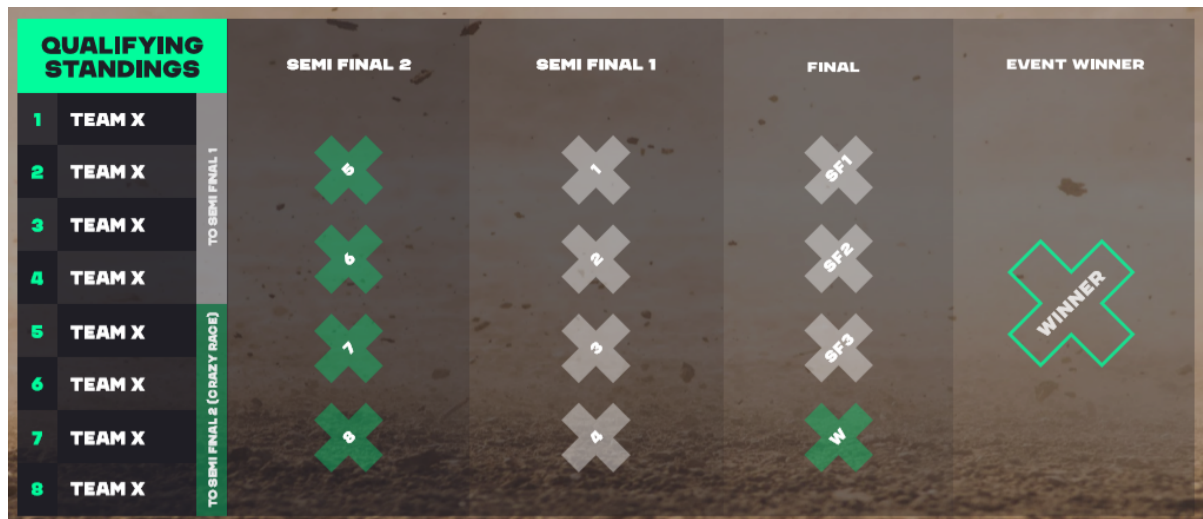 QUALIFYING
STANDINGS
SEMI FINAL 2
SEMI FINAL 1
FINAL
EVENT WINNER
1 TEAM X
2 TEAM X
3 TEAM X
4 TEAM X
5 TEAM X
6 TEAM X
7 TEAM X
8 TEAM X
TO SEMI FINAL 1
TO SEMI FINAL 2 (CRAZY RACE)
5
6
7
8
1
2
3
4
SF1
SF2
SF3
W
WINNER